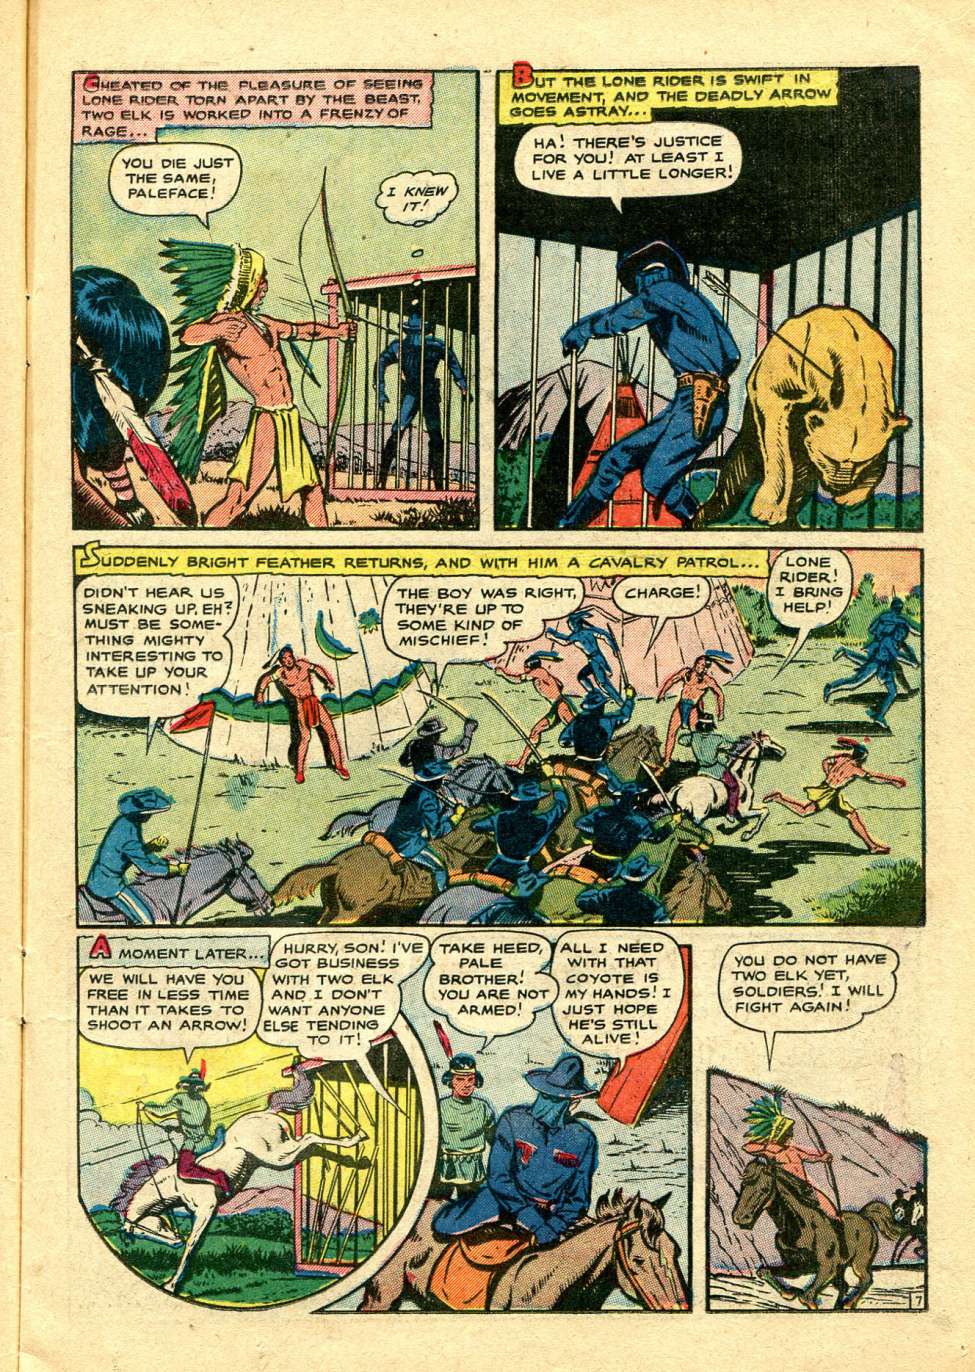 CHEATED OF THE PLEASURE OF SEEING
LONE RIDER TORN APART BY THE BEAST,
TWO ELK IS WORKED INTO A FRENZY OF
RAGE...
YOU DIE JUST
THE SAME,
PALEFACE!
I KNEW
IT!
BUT THE LONE RIDER IS SWIFT IN
MOVEMENT, AND THE DEADLY ARROW
GOES ASTRAY...
HA! THERE'S JUSTICE
FOR YOU! AT LEAST I
LIVE A LITTLE LONGER!
SUDDENLY BRIGHT FEATHER RETURNS, AND WITH HIM A CAVALRY PATROL...
DIDN'T HEAR US
SNEAKING UP, EH?
MUST BE SOME-
THING MIGHTY
INTERESTING TO
TAKE UP YOUR
ATTENTION!
THE BOY WAS RIGHT,
THEY'RE UP TO
SOME KIND OF
MISCHIEF!
CHARGE!
LONE
RIDER!
I BRING
HELP!
A MOMENT LATER...
WE WILL HAVE YOU
FREE IN LESS TIME
THAN IT TAKES TO
SHOOT AN ARROW!
HURRY, SON! I'VE
GOT BUSINESS
WITH TWO ELK
AND I DON'T
WANT ANYONE
ELSE TENDING
TO IT!
TAKE HEED,
PALE
BROTHER!
YOU ARE NOT
ARMED!
ALL I NEED
WITH THAT
COYOTE IS
MY HANDS! I
JUST HOPE
HE'S STILL
ALIVE!
YOU DO NOT HAVE
TWO ELK YET,
SOLDIERS! I WILL
FIGHT AGAIN!
7